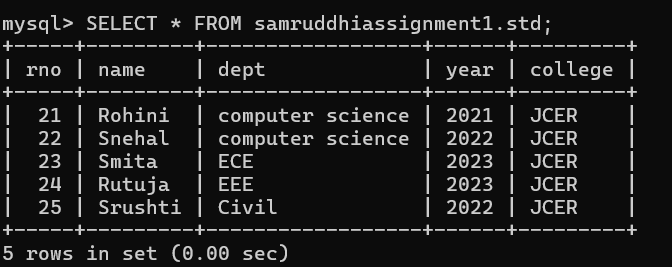 mysql> SELECT * FROM samruddhiassignment1.std;
+-----+---------+------------------+------+---------+
| rno | name    | dept             | year | college |
+-----+---------+------------------+------+---------+
|  21 | Rohini  | computer science | 2021 | JCER    |
|  22 | Snehal  | computer science | 2022 | JCER    |
|  23 | Smita   | ECE              | 2023 | JCER    |
|  24 | Rutuja  | EEE              | 2023 | JCER    |
|  25 | Srushti | Civil            | 2022 | JCER    |
+-----+---------+------------------+------+---------+
5 rows in set (0.00 sec)